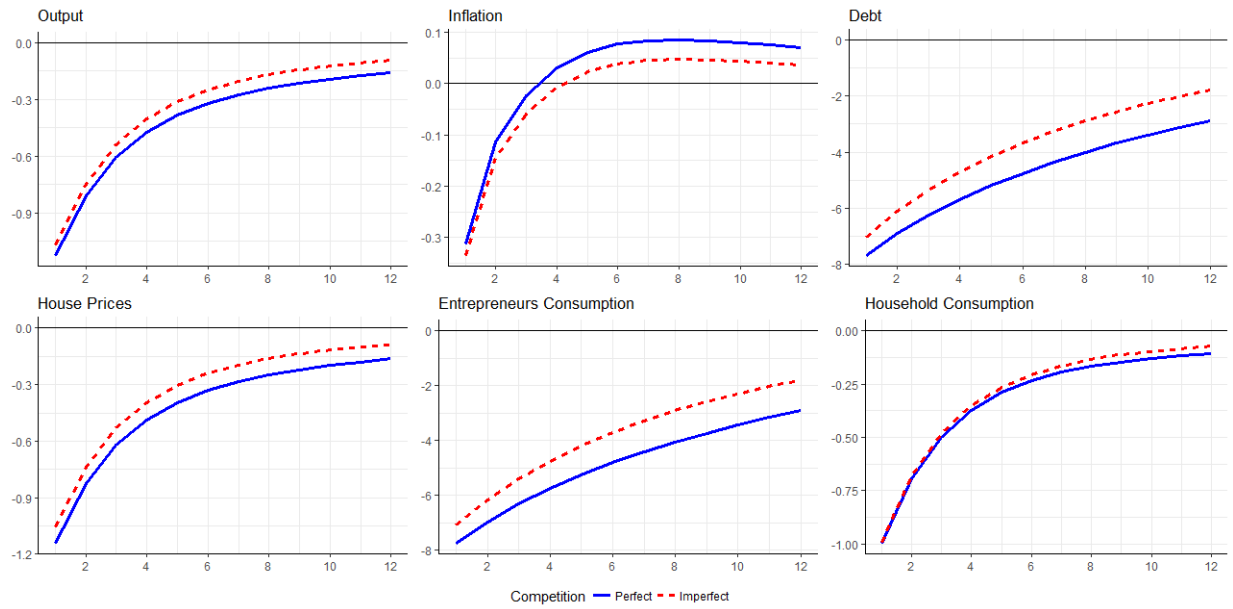 Output
0.0
-0.3
-0.6
-0.9
2 4 6 8 10 12
Inflation
0.1
0.0
-0.1
-0.2
-0.3
2 4 6 8 10 12
Debt
0
-2
-4
-6
-8
2 4 6 8 10 12
House Prices
0.0
-0.3
-0.6
-0.9
-1.2
2 4 6 8 10 12
Entrepreneurs Consumption
0
-2
-4
-6
-8
2 4 6 8 10 12
Household Consumption
0.00
-0.25
-0.50
-0.75
-1.00
2 4 6 8 10 12
Competition Perfect Imperfect